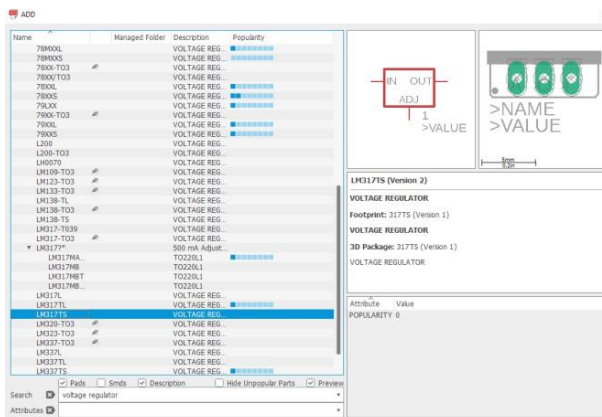 ADD
Name Managed Folder Description Popularity
78MXXL VOLTAGE REG...
78MXXS VOLTAGE REG...
78XX-TO3 VOLTAGE REG...
78XX/TO3 VOLTAGE REG...
78XXL VOLTAGE REG...
78XXS VOLTAGE REG...
79LXX VOLTAGE REG...
79XX-TO3 VOLTAGE REG...
79XXL VOLTAGE REG...
79XXS VOLTAGE REG...
L200 VOLTAGE REG...
L200-TO3 VOLTAGE REG...
LH0070 VOLTAGE REG...
LM109-TO3 VOLTAGE REG...
LM123-TO3 VOLTAGE REG...
LM133-TO3 VOLTAGE REG...
LM138-TL VOLTAGE REG...
LM138-TO3 VOLTAGE REG...
LM138-TS VOLTAGE REG...
LM317-TO39 VOLTAGE REG...
LM317-TO3 VOLTAGE REG...
LM317?* 500 mA Adjust...
LM317MA... TO220L1
LM317MB TO220L1
LM317MBT TO220L1
LM317MB... TO220L1
LM317L VOLTAGE REG...
LM317TL VOLTAGE REG...
LM317TS VOLTAGE REG...
LM320-TO3 VOLTAGE REG...
LM323-TO3 VOLTAGE REG...
LM337-TO3 VOLTAGE REG...
LM337L VOLTAGE REG...
LM337TL VOLTAGE REG...
LM337TS VOLTAGE REG...
Pads Smds Description Hide Unpopular Parts Preview
Search voltage regulator
Attributes
IN OUT
ADJ
1
>VALUE
>NAME
>VALUE
5mm
0.2in
LM317TS (Version 2)
VOLTAGE REGULATOR
Footprint: 317TS (Version 1)
VOLTAGE REGULATOR
3D Package: 317TS (Version 1)
VOLTAGE REGULATOR
Attribute Value
POPULARITY 0